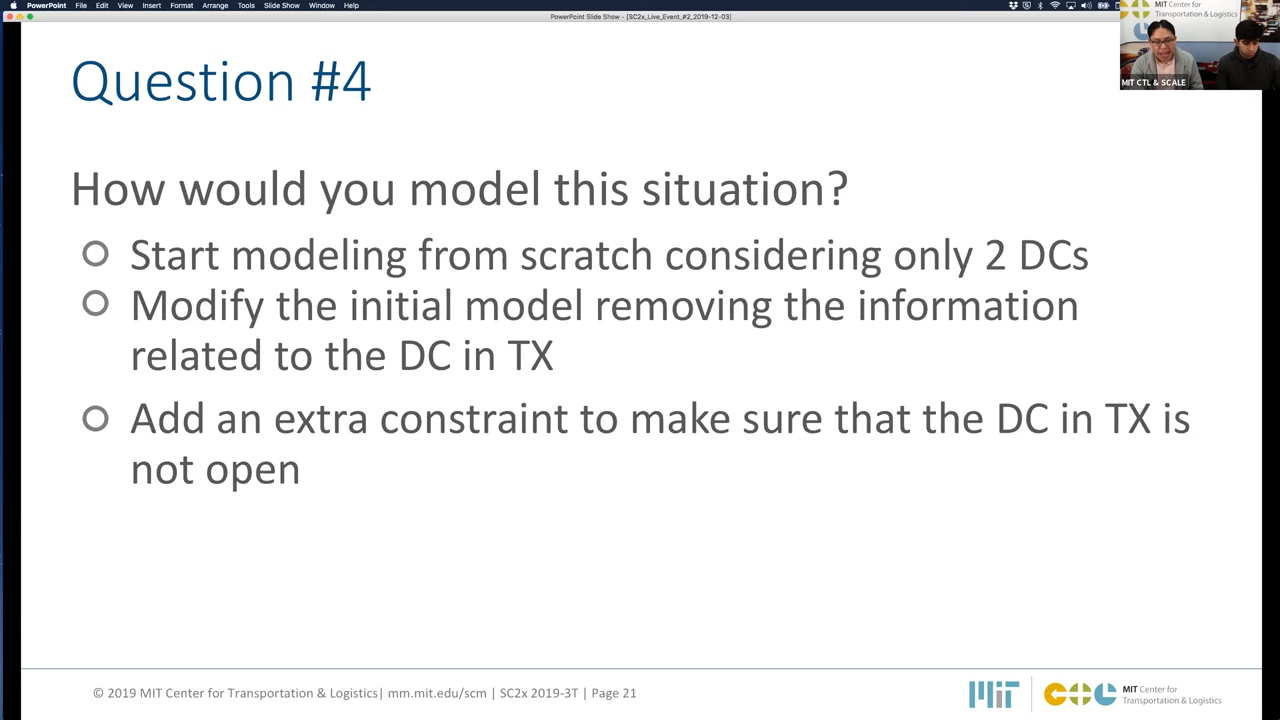 PowerPoint File Edit View Insert Format Arrange Tools Slide Show Window Help
PowerPoint Slide Show - [SC2x_Live_Event_#2_2019-12-03]
MIT Center for
Transportation & Logistics
MIT CTL & SCALE
Question #4
How would you model this situation?
Start modeling from scratch considering only 2 DCs
Modify the initial model removing the information
related to the DC in TX
Add an extra constraint to make sure that the DC in TX is
not open
© 2019 MIT Center for Transportation & Logistics| mm.mit.edu/scm | SC2x 2019-3T | Page 21
MIT
MIT Center for
Transportation & Logistics